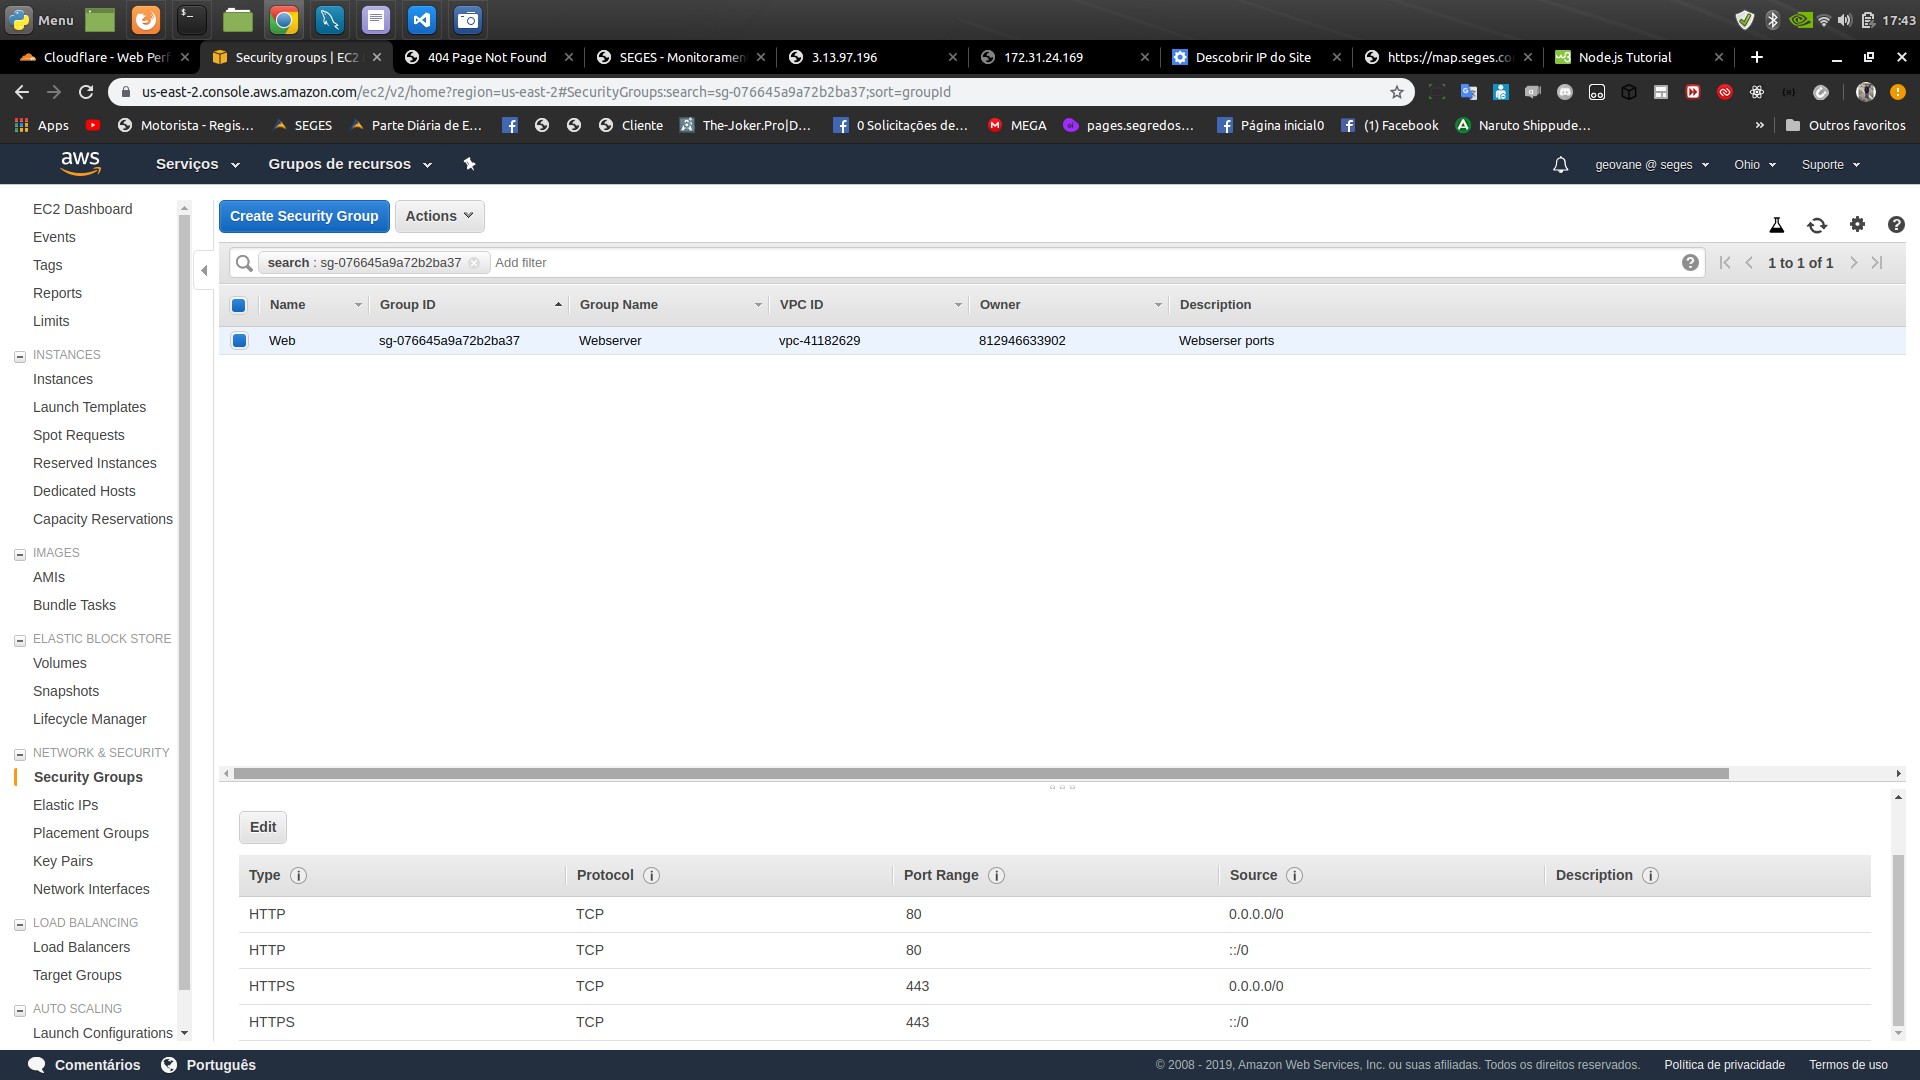 Menu
17:43
Cloudflare - Web Perf
Security groups | EC2
404 Page Not Found
SEGES - Monitoramen
3.13.97.196
172.31.24.169
Descobrir IP do Site
https://map.seges.co
Node.js Tutorial
us-east-2.console.aws.amazon.com/ec2/v2/home?region=us-east-2#SecurityGroups:search=sg-076645a9a72b2ba37;sort=groupId
Apps
Motorista - Regis...
SEGES
Parte Diária de E...
Cliente
The-Joker.Pro|D...
0 Solicitações de...
MEGA
pages.segredos...
Página inicial0
(1) Facebook
Naruto Shippude...
»
Outros favoritos
aws
Serviços
Grupos de recursos
geovane @ seges
Ohio
Suporte
EC2 Dashboard
Events
Tags
Reports
Limits
INSTANCES
Instances
Launch Templates
Spot Requests
Reserved Instances
Dedicated Hosts
Capacity Reservations
IMAGES
AMIs
Bundle Tasks
ELASTIC BLOCK STORE
Volumes
Snapshots
Lifecycle Manager
NETWORK & SECURITY
Security Groups
Elastic IPs
Placement Groups
Key Pairs
Network Interfaces
LOAD BALANCING
Load Balancers
Target Groups
AUTO SCALING
Launch Configurations
Create Security Group
Actions
search : sg-076645a9a72b2ba37
Add filter
1 to 1 of 1
Name Group ID Group Name VPC ID Owner Description
Web sg-076645a9a72b2ba37 Webserver vpc-41182629 812946633902 Webserser ports
Edit
Type Protocol Port Range Source Description
HTTP TCP 80 0.0.0.0/0
HTTP TCP 80 ::/0
HTTPS TCP 443 0.0.0.0/0
HTTPS TCP 443 ::/0
Comentários
Português
© 2008 - 2019, Amazon Web Services, Inc. ou suas afiliadas. Todos os direitos reservados.
Política de privacidade
Termos de uso